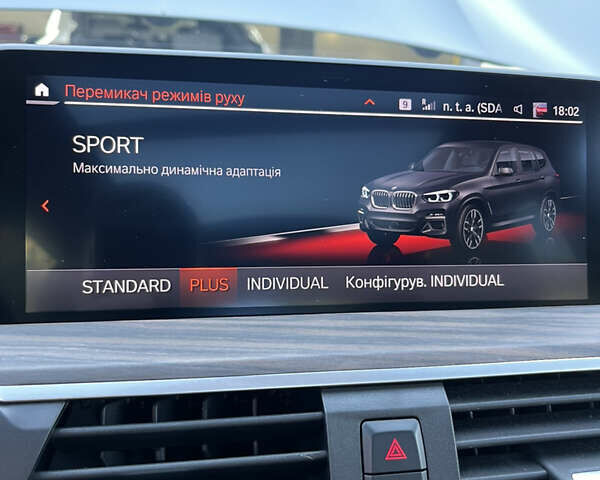 Перемикач режимів руху
9 n. t. a. (SDA 18:02
SPORT
Максимально динамічна адаптація
STANDARD PLUS INDIVIDUAL Конфігурув. INDIVIDUAL